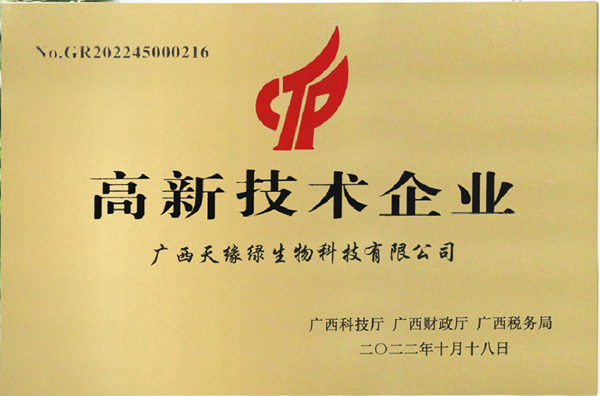 No.GR202245000216
高新技术企业
广西天缘绿生物科技有限公司
广西科技厅 广西财政厅 广西税务局
二〇二二年十月十八日